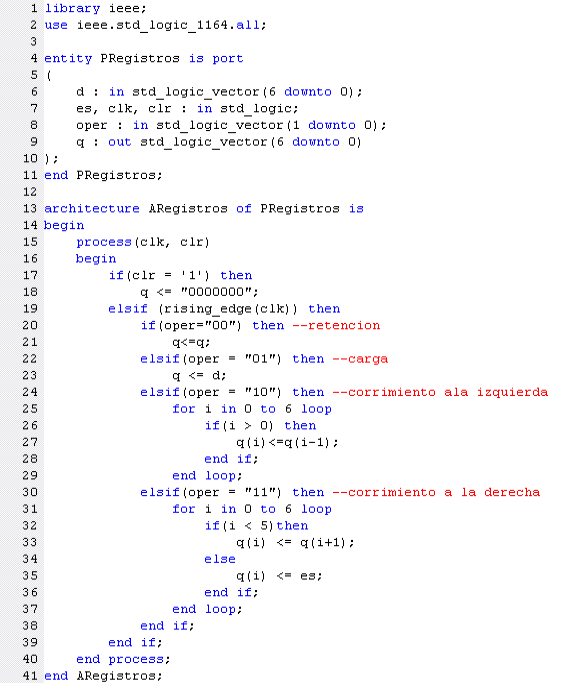 1 library ieee;
2 use ieee.std_logic_1164.all;
3
4 entity PRegistros is port
5 (
6     d : in std_logic_vector(6 downto 0);
7     es, clk, clr : in std_logic;
8     oper : in std_logic_vector(1 downto 0);
9     q : out std_logic_vector(6 downto 0)
10 );
11 end PRegistros;
12
13 architecture ARegistros of PRegistros is
14 begin
15     process(clk, clr)
16     begin
17         if(clr = '1') then
18             q <= "0000000";
19         elsif (rising_edge(clk)) then
20             if(oper="00") then --retencion
21                 q<=q;
22             elsif(oper = "01") then --carga
23                 q <= d;
24             elsif(oper = "10") then --corrimiento ala izquierda
25                 for i in 0 to 6 loop
26                     if(i > 0) then
27                         q(i)<=q(i-1);
28                     end if;
29                 end loop;
30             elsif(oper = "11") then --corrimiento a la derecha
31                 for i in 0 to 6 loop
32                     if(i < 5)then
33                         q(i) <= q(i+1);
34                     else
35                         q(i) <= es;
36                     end if;
37                 end loop;
38             end if;
39         end if;
40     end process;
41 end ARegistros;